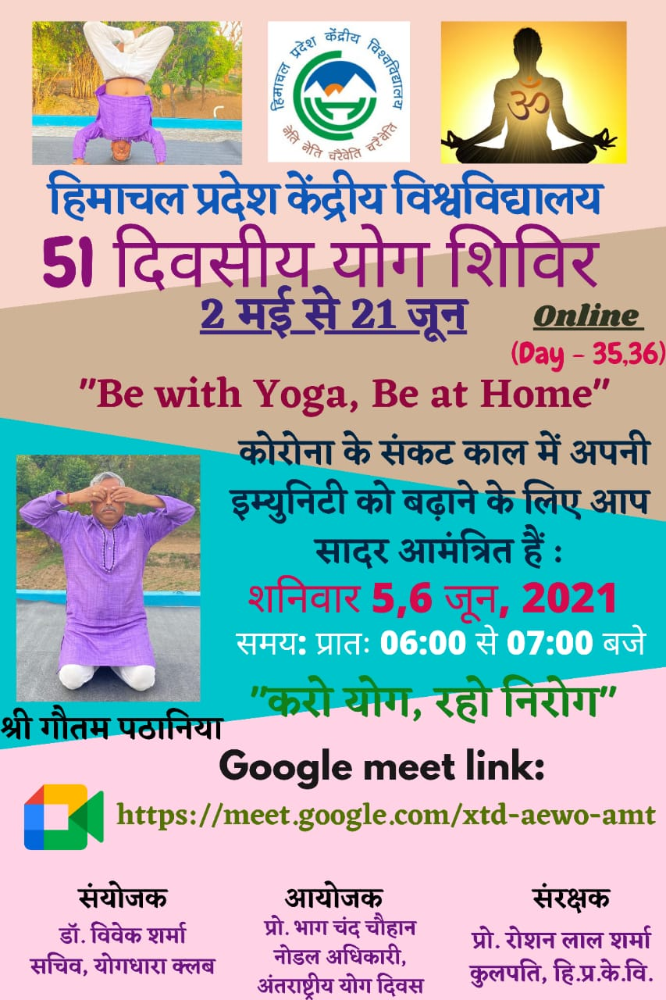 हिमाचल प्रदेश केंद्रीय विश्वविद्यालय
नेति नेति चरैवेति चरैवेति
ॐ
हिमाचल प्रदेश केंद्रीय विश्वविद्यालय
51 दिवसीय योग शिविर
2 मई से 21 जून
Online
(Day - 35,36)
"Be with Yoga, Be at Home"
कोरोना के संकट काल में अपनी
इम्युनिटी को बढ़ाने के लिए आप
सादर आमंत्रित हैं :
शनिवार 5,6 जून, 2021
समय: प्रातः 06:00 से 07:00 बजे
"करो योग, रहो निरोग"
श्री गौतम पठानिया
Google meet link:
https://meet.google.com/xtd-aewo-amt
संयोजक
डॉ. विवेक शर्मा
सचिव, योगधारा क्लब
आयोजक
प्रो. भाग चंद चौहान
नोडल अधिकारी,
अंतराष्ट्रीय योग दिवस
संरक्षक
प्रो. रोशन लाल शर्मा
कुलपति, हि.प्र.के.वि.